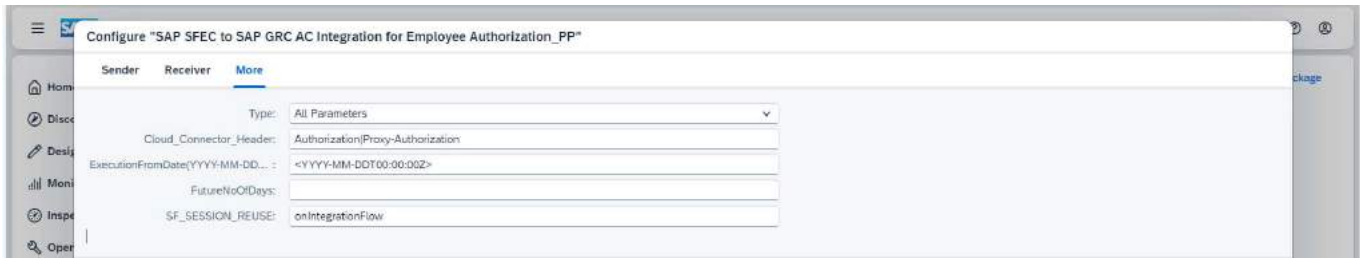 Configure "SAP SFEC to SAP GRC AC Integration for Employee Authorization_PP"
Sender Receiver More
ckage
Home
Disco
Desig
Moni
Inspe
Oper
Type: All Parameters
Cloud_Connector_Header: Authorization|Proxy-Authorization
ExecutionFromDate(YYYY-MM-DD... : <YYYY-MM-DDT00:00:00Z>
FutureNoOfDays:
SF_SESSION_REUSE: onIntegrationFlow